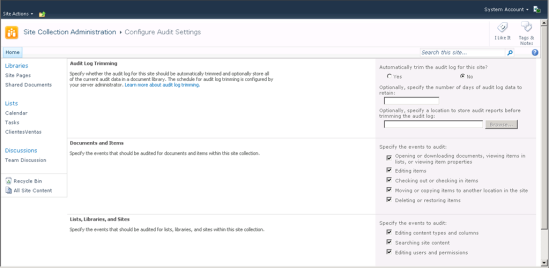 System Account
Site Actions
Site Collection Administration ▸ Configure Audit Settings
I Like It
Tags & Notes
Home
Search this site...
Libraries
Site Pages
Shared Documents
Lists
Calendar
Tasks
ClientesVentas
Discussions
Team Discussion
Recycle Bin
All Site Content
Audit Log Trimming
Specify whether the audit log for this site should be automatically trimmed and optionally store all
of the current audit data in a document library. The schedule for audit log trimming is configured by
your server administrator. Learn more about audit log trimming.
Automatically trim the audit log for this site?
Yes
No
Optionally, specify the number of days of audit log data to
retain:
Optionally, specify a location to store audit reports before
trimming the audit log:
Browse...
Documents and Items
Specify the events that should be audited for documents and items within this site collection.
Specify the events to audit:
Opening or downloading documents, viewing items in
lists, or viewing item properties
Editing items
Checking out or checking in items
Moving or copying items to another location in the site
Deleting or restoring items
Lists, Libraries, and Sites
Specify the events that should be audited for lists, libraries, and sites within this site collection.
Specify the events to audit:
Editing content types and columns
Searching site content
Editing users and permissions